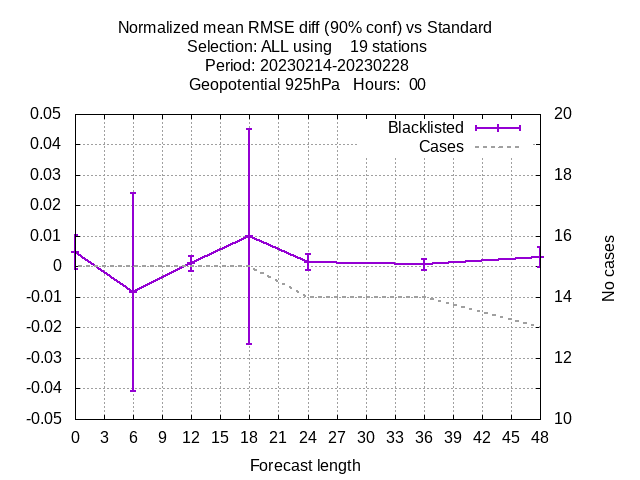 Normalized mean RMSE diff (90% conf) vs Standard
Selection: ALL using    19 stations
Period: 20230214-20230228
Geopotential 925hPa   Hours:  00
0.05
0.04
0.03
0.02
0.01
0
-0.01
-0.02
-0.03
-0.04
-0.05
Blacklisted
Cases
20
18
16
14
12
10
No cases
0 3 6 9 12 15 18 21 24 27 30 33 36 39 42 45 48
Forecast length